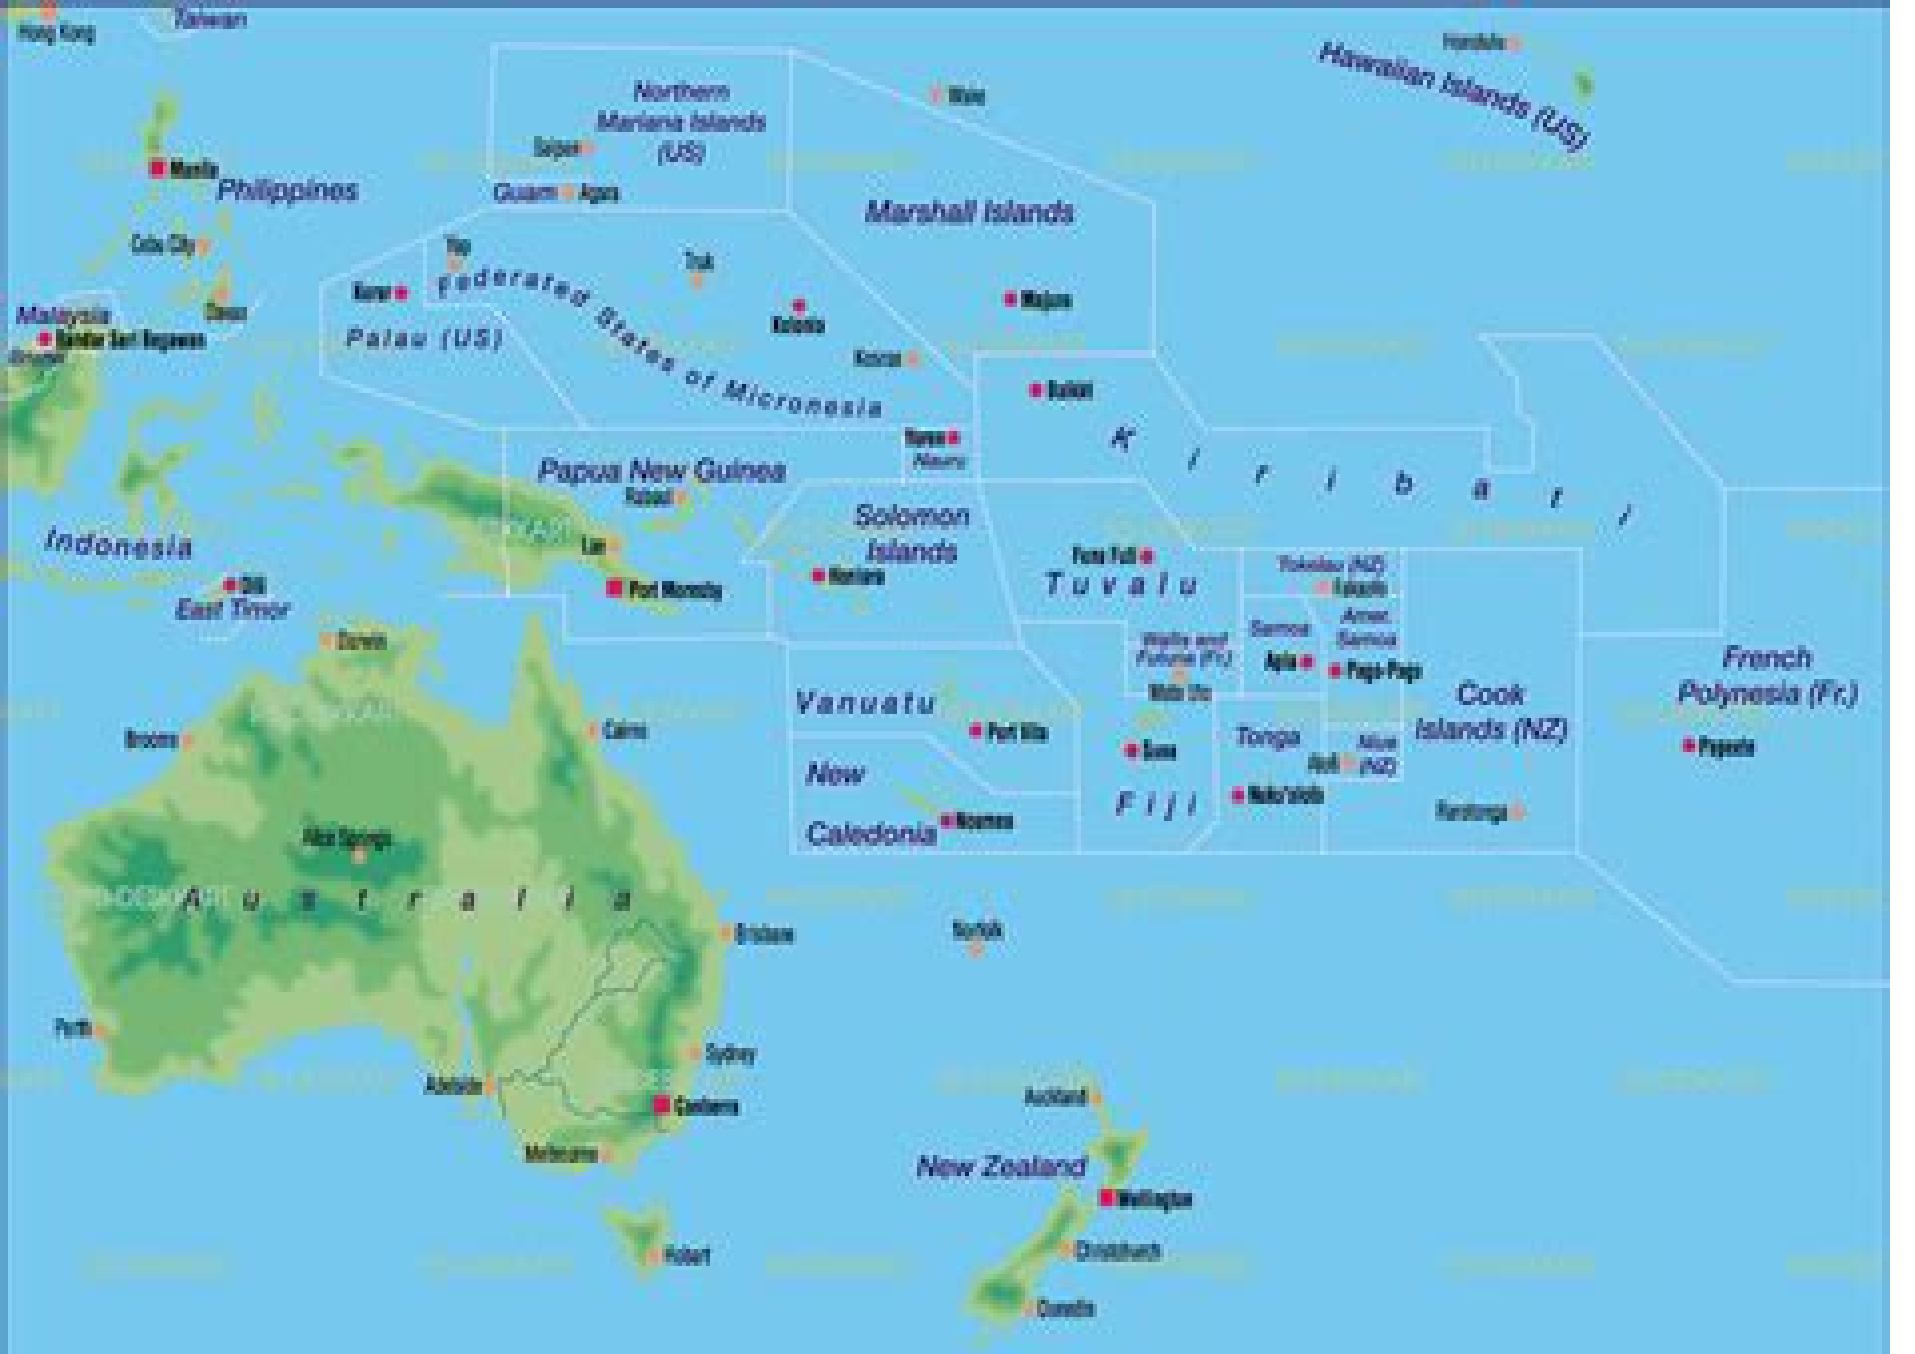 Taiwan
Hong Kong
Honolulu
Hawaiian Islands (US)
Northern
Mariana Islands
(US)
Wake
Saipan
Manila
Philippines
Guam
Agana
Marshall Islands
Cebu City
Yap
Truk
Federated States of Micronesia
Koror
Palau (US)
Kolonia
Majuro
Kosrae
Davao
Malaysia
Bandar Seri Begawan
Brunei
Bairiki
Kiribati
Yaren
Nauru
Papua New Guinea
Rabaul
Solomon
Islands
Indonesia
Lae
Honiara
Port Moresby
Dili
East Timor
Funa Futi
Tuvalu
Tokelau (NZ)
Fakaofo
Amer.
Samoa
Samoa
Apia
Pago-Pago
Wallis and
Futuna (Fr.)
Mata Utu
Darwin
French
Polynesia (Fr.)
Cook
Islands (NZ)
Vanuatu
Port Vila
Cairns
Broome
Suva
Tonga
Niue
(NZ)
Alofi
Papeete
New
Caledonia
Noumea
Fiji
Nuku'alofa
Rarotonga
Alice Springs
Australia
Brisbane
Norfolk
Perth
Sydney
Adelaide
Canberra
Melbourne
Auckland
New Zealand
Wellington
Hobart
Christchurch
Dunedin